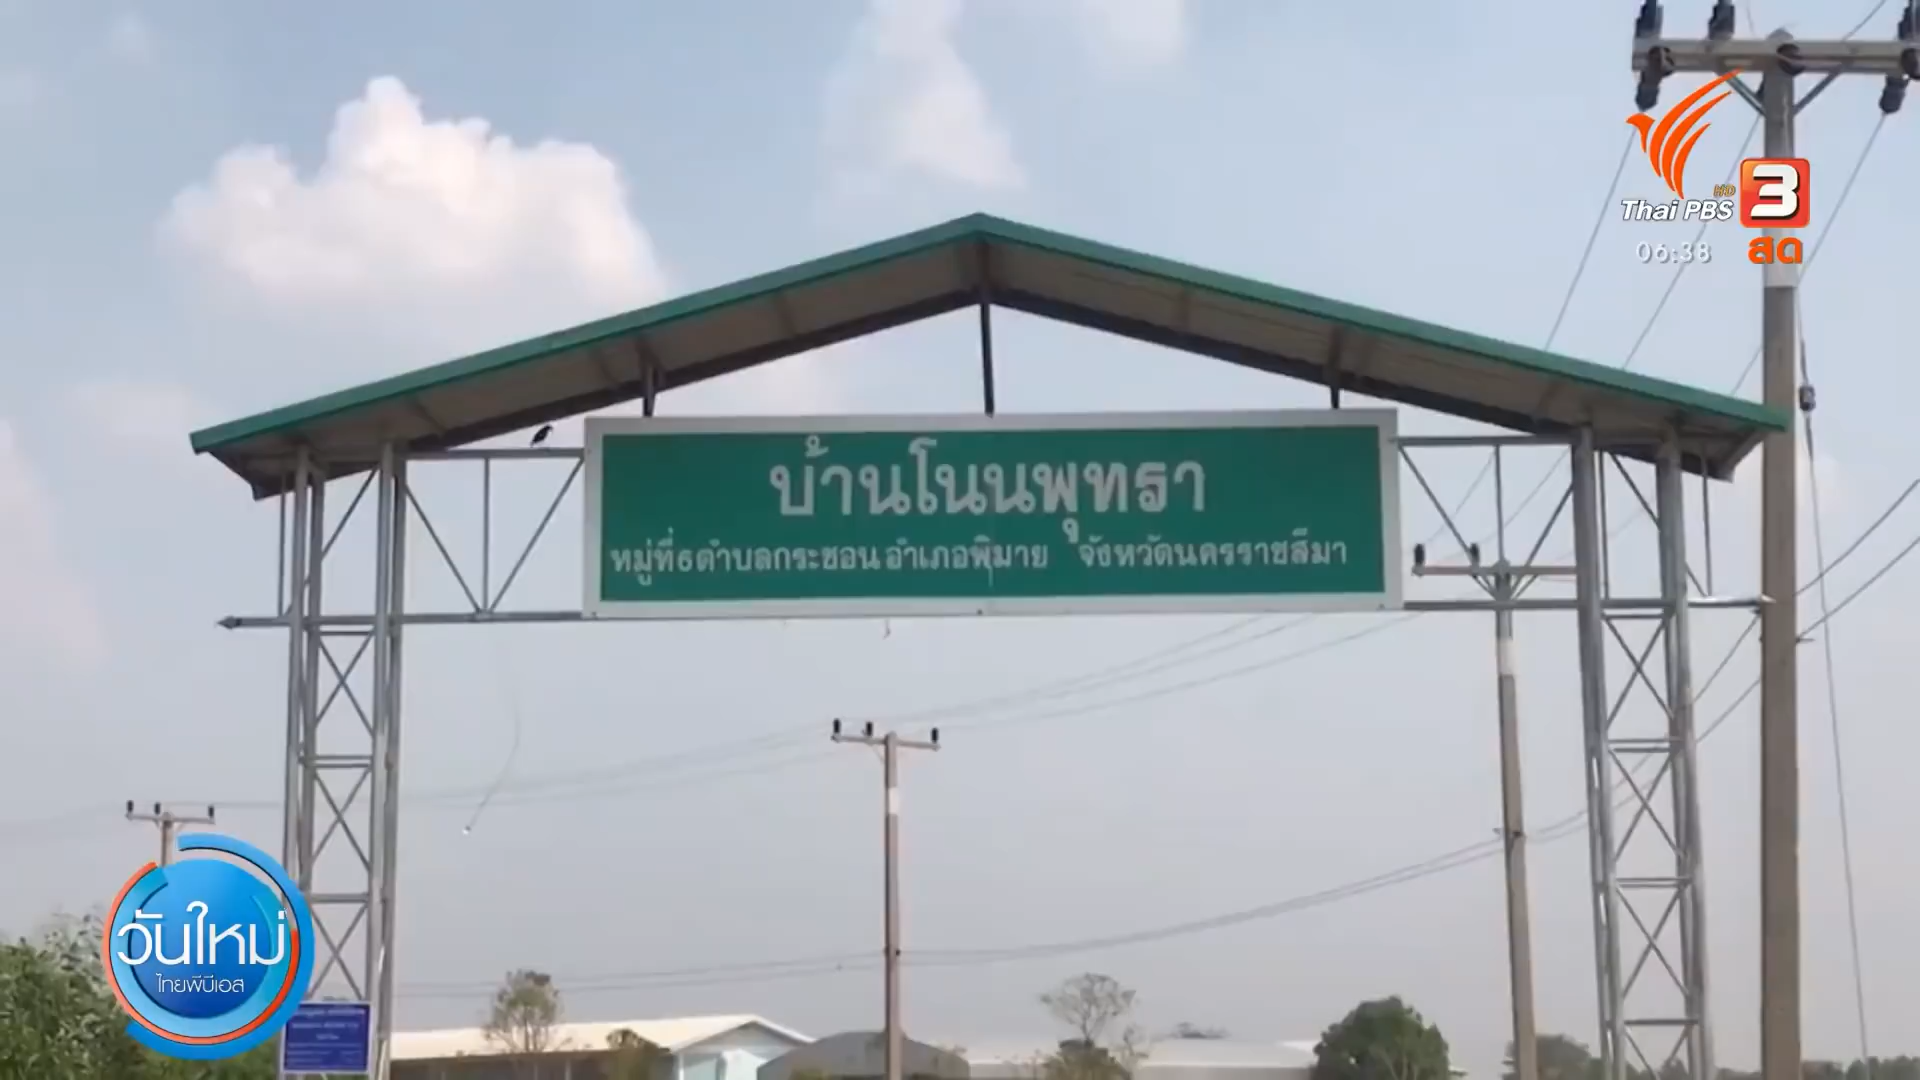 HD
Thai PBS 3
06:38 สด
บ้านโนนพุทรา
หมู่ที่6ตำบลกระชอน อำเภอพิมาย จังหวัดนครราชสีมา
วันใหม่
ไทยพีบีเอส